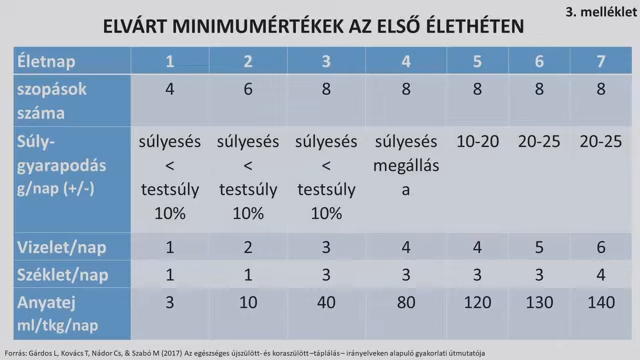 3. melléklet
ELVÁRT MINIMUMÉRTÉKEK AZ ELSŐ ÉLETHÉTEN
Életnap 1 2 3 4 5 6 7
szopások száma 4 6 8 8 8 8 8
Súly-gyarapodás g/nap (+/-) súlyesés < testsúly 10% súlyesés < testsúly 10% súlyesés < testsúly 10% súlyesés megállás a 10-20 20-25 20-25
Vizelet/nap 1 2 3 4 4 5 6
Széklet/nap 1 1 3 3 3 3 4
Anyatej ml/tkg/nap 3 10 40 80 120 130 140
Forrás: Gárdos L, Kovács T, Nádor Cs, & Szabó M (2017) Az egészséges újszülött- és koraszülött –táplálás – irányelveken alapuló gyakorlati útmutatója